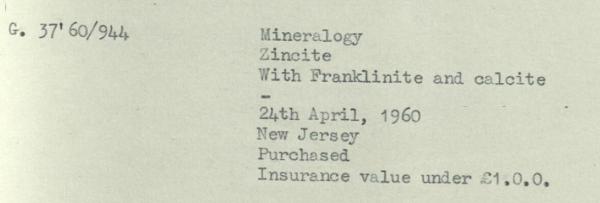 G. 37'60/944
Mineralogy
Zincite
With Franklinite and calcite
-
24th April, 1960
New Jersey
Purchased
Insurance value under £1.0.0.